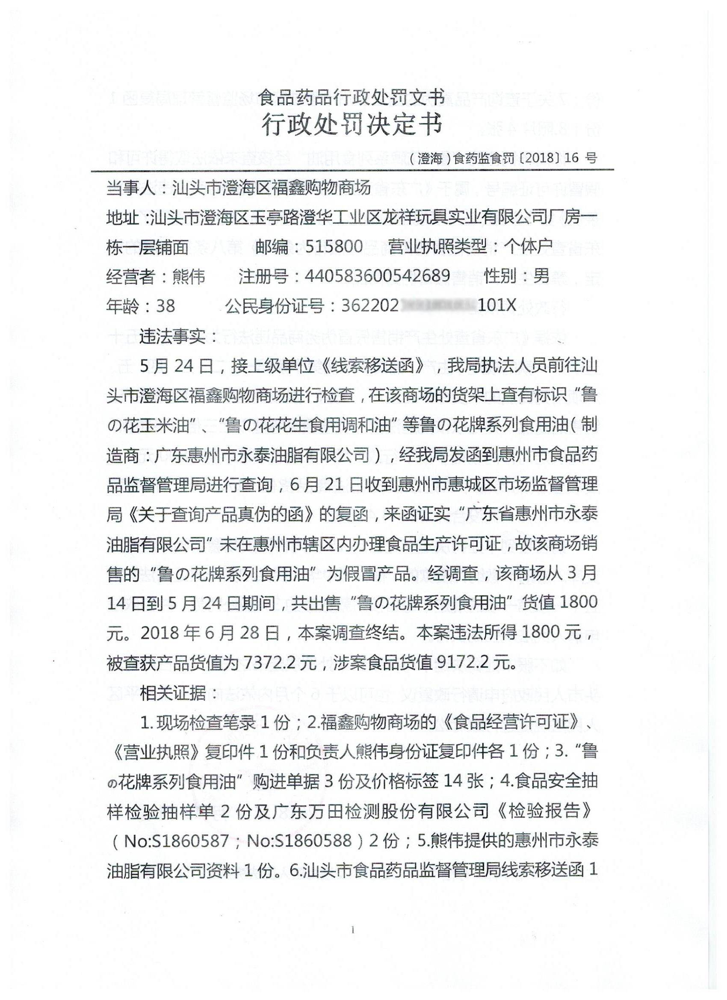 食品药品行政处罚文书
行政处罚决定书
（澄海）食药监食罚〔2018〕16 号
当事人：汕头市澄海区福鑫购物商场
地址：汕头市澄海区玉亭路澄华工业区龙祥玩具实业有限公司厂房一
栋一层铺面 邮编：515800 营业执照类型：个体户
经营者：熊伟 注册号：440583600542689 性别：男
年龄：38 公民身份证号：362202 101X
违法事实：
5 月 24 日，接上级单位《线索移送函》，我局执法人员前往汕
头市澄海区福鑫购物商场进行检查，在该商场的货架上查有标识“鲁
の花玉米油”、“鲁の花花生食用调和油”等鲁の花牌系列食用油（制
造商：广东惠州市永泰油脂有限公司），经我局发函到惠州市食品药
品监督管理局进行查询，6 月 21 日收到惠州市惠城区市场监督管理
局《关于查询产品真伪的函》的复函，来函证实“广东省惠州市永泰
油脂有限公司”未在惠州市辖区内办理食品生产许可证，故该商场销
售的“鲁の花牌系列食用油”为假冒产品。经调查，该商场从 3 月
14 日到 5 月 24 日期间，共出售“鲁の花牌系列食用油”货值 1800
元。2018 年 6 月 28 日，本案调查终结。本案违法所得 1800 元，
被查获产品货值为 7372.2 元，涉案食品货值 9172.2 元。
相关证据：
1. 现场检查笔录 1 份；2.福鑫购物商场的《食品经营许可证》、
《营业执照》复印件 1 份和负责人熊伟身份证复印件各 1 份；3.“鲁
の花牌系列食用油”购进单据 3 份及价格标签 14 张；4.食品安全抽
样检验抽样单 2 份及广东万田检测股份有限公司《检验报告》
（No:S1860587；No:S1860588）2 份；5.熊伟提供的惠州市永泰
油脂有限公司资料 1 份。6.汕头市食品药品监督管理局线索移送函 1
1